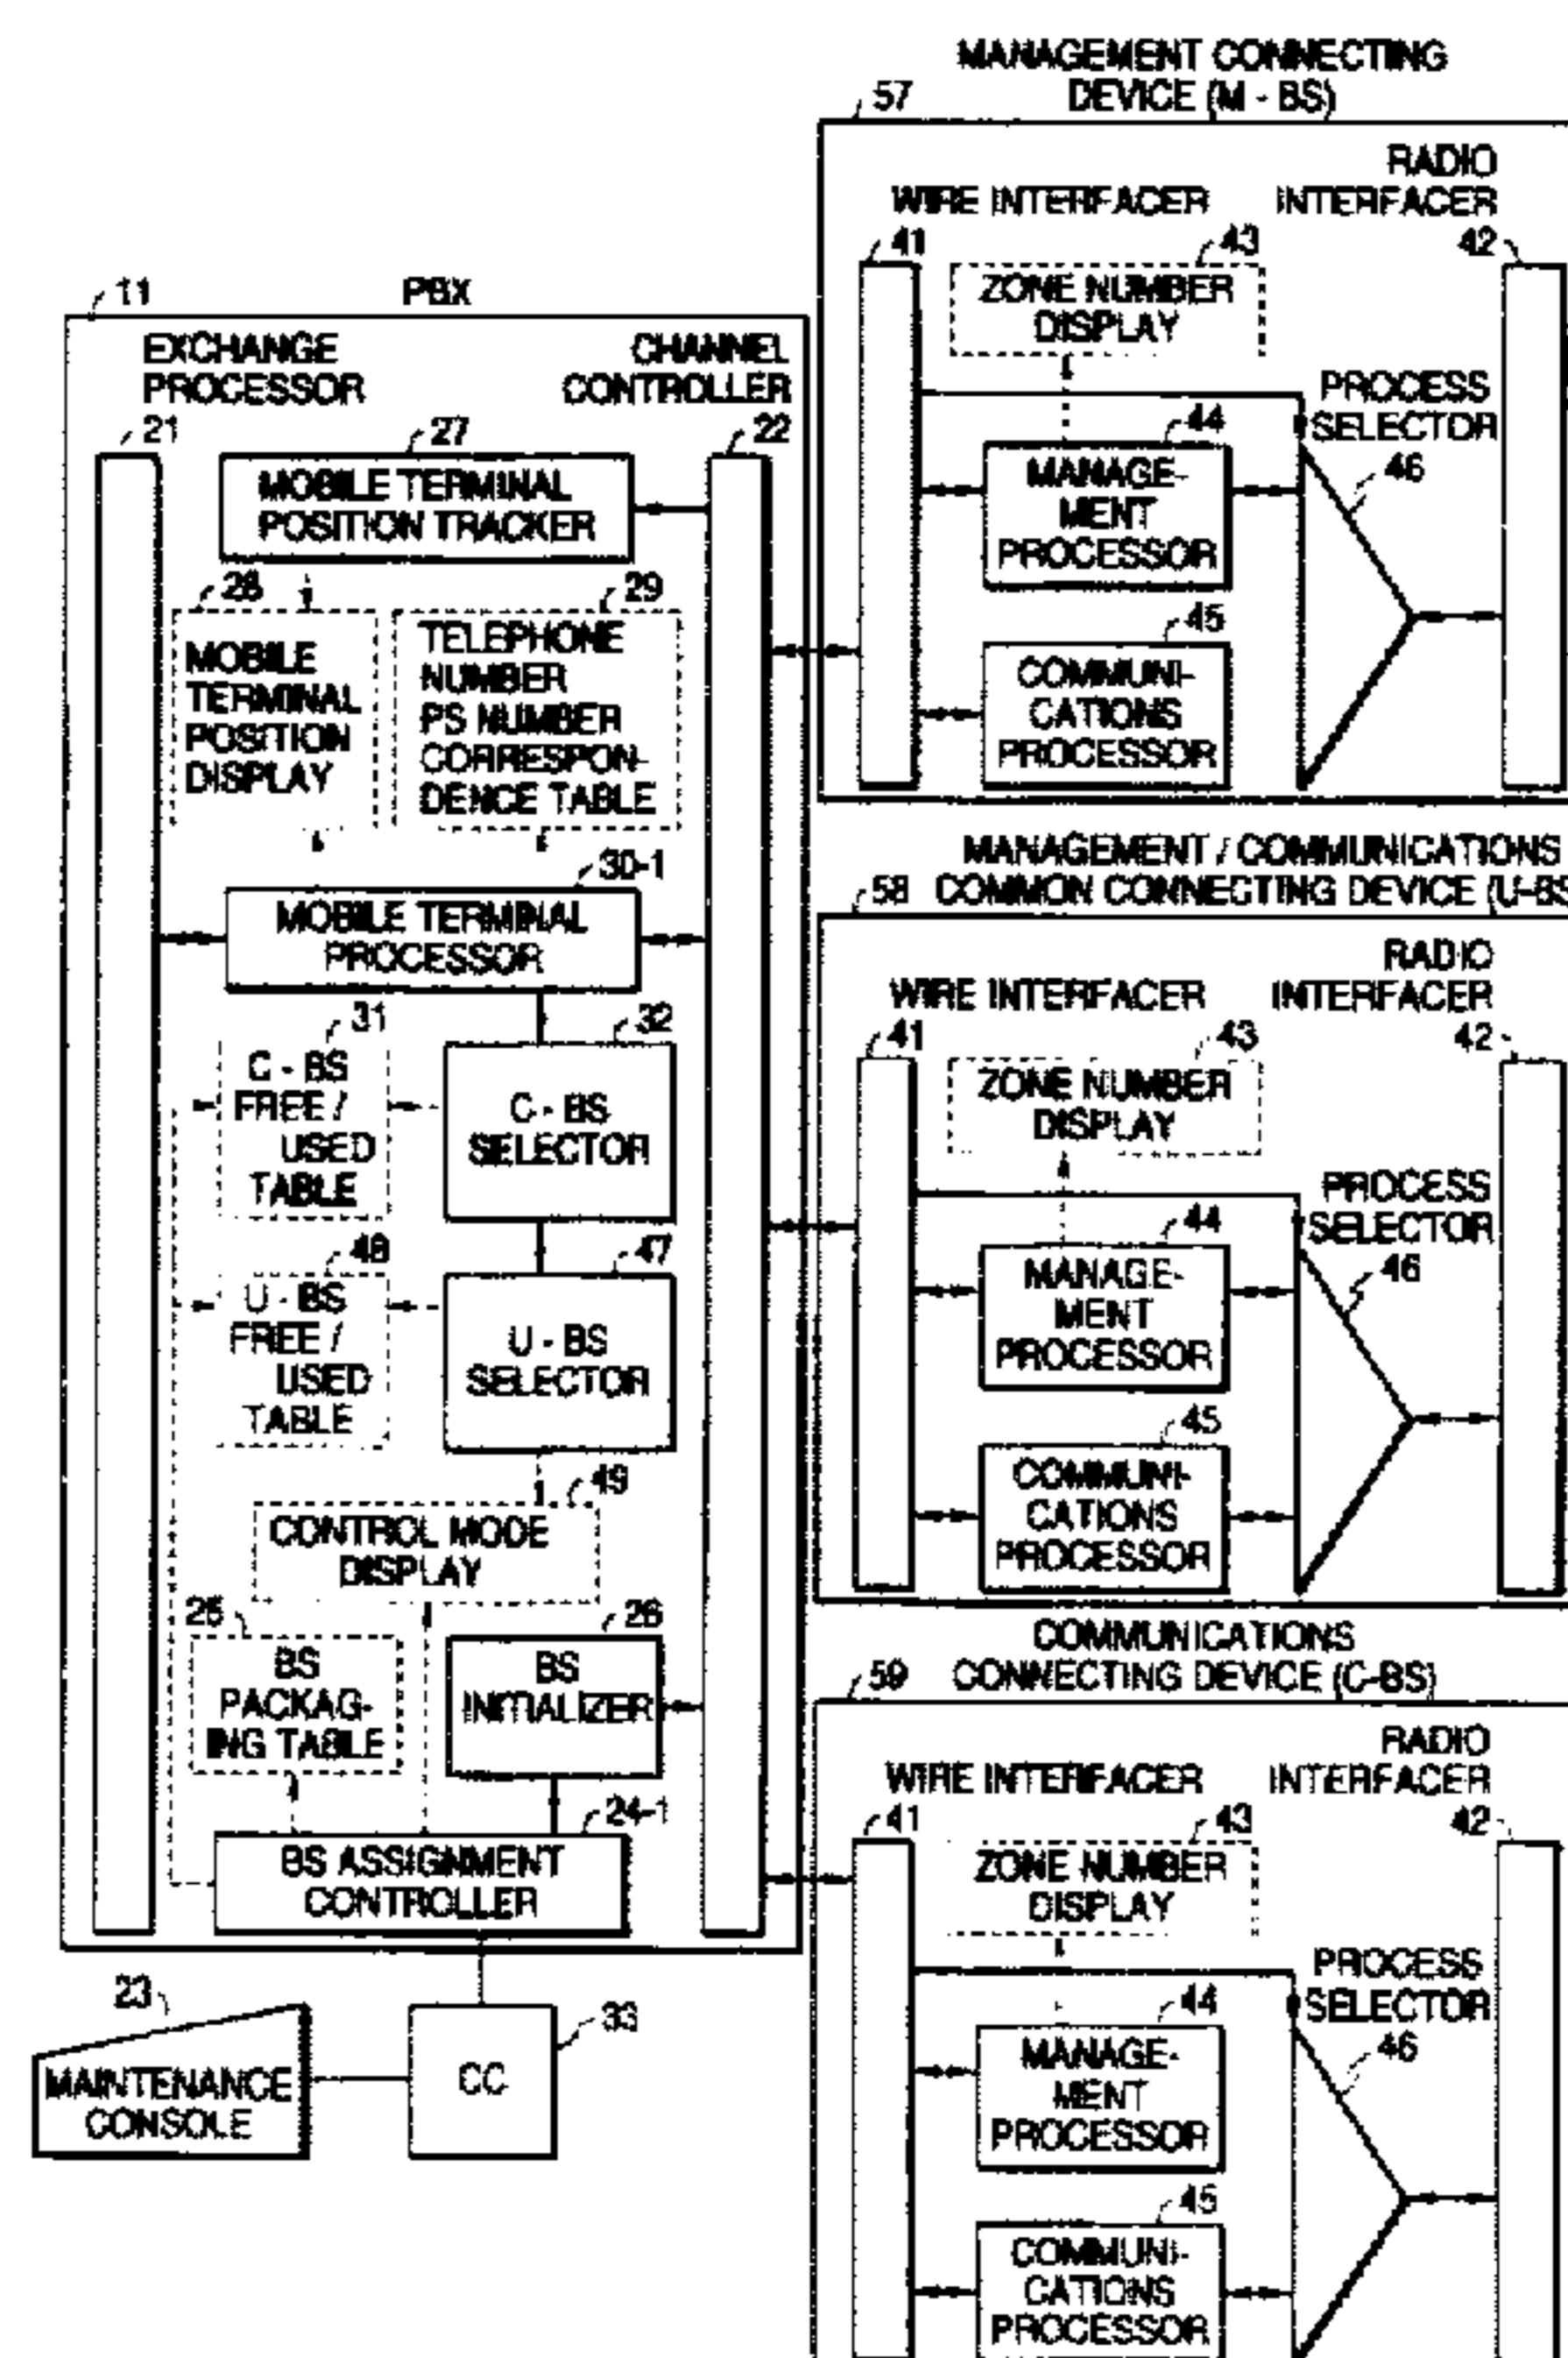 11
PBX
EXCHANGE
PROCESSOR
CHANNEL
CONTROLLER
21
27
22
MOBILE TERMINAL
POSITION TRACKER
28
29
MOBILE
TERMINAL
POSITION
DISPLAY
TELEPHONE
NUMBER
PS NUMBER
CORRESPON-
DENCE TABLE
30-1
MOBILE TERMINAL
PROCESSOR
31
32
C - BS
FREE /
USED
TABLE
C - BS
SELECTOR
48
47
U - BS
FREE /
USED
TABLE
U - BS
SELECTOR
49
CONTROL MODE
DISPLAY
25
26
BS
PACKAG-
ING TABLE
BS
INITIALIZER
24-1
BS ASSIGNMENT
CONTROLLER
23
33
MAINTENANCE
CONSOLE
CC
MANAGEMENT CONNECTING
DEVICE (M - BS)
57
RADIO
INTERFACER
WIRE INTERFACER
41
43
42
ZONE NUMBER
DISPLAY
PROCESS
SELECTOR
44
46
MANAGE-
MENT
PROCESSOR
45
COMMUNI-
CATIONS
PROCESSOR
MANAGEMENT / COMMUNICATIONS
58
COMMON CONNECTING DEVICE (U-BS
RADIO
INTERFACER
WIRE INTERFACER
41
43
42
ZONE NUMBER
DISPLAY
PROCESS
SELECTOR
44
46
MANAGE-
MENT
PROCESSOR
45
COMMUNI-
CATIONS
PROCESSOR
COMMUNICATIONS
59
CONNECTING DEVICE (C-BS)
RADIO
INTERFACER
WIRE INTERFACER
41
43
42
ZONE NUMBER
DISPLAY
PROCESS
SELECTOR
44
46
MANAGE-
MENT
PROCESSOR
45
COMMUNI-
CATIONS
PROCESSOR